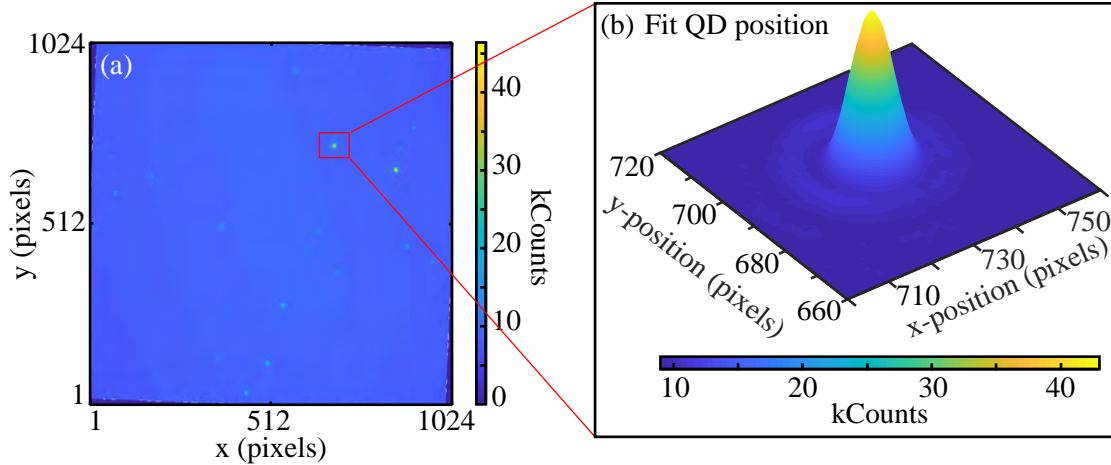 (a)
1024
512
1
y (pixels)
1
512
1024
x (pixels)
40
30
20
10
0
kCounts
(b) Fit QD position
720
700
680
660
y-position (pixels)
710
730
750
x-position (pixels)
10
20
30
40
kCounts